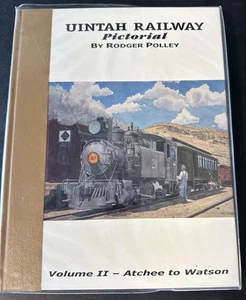 UINTAH RAILWAY
Pictorial
BY RODGER POLLEY
Volume II – Atchee to Watson